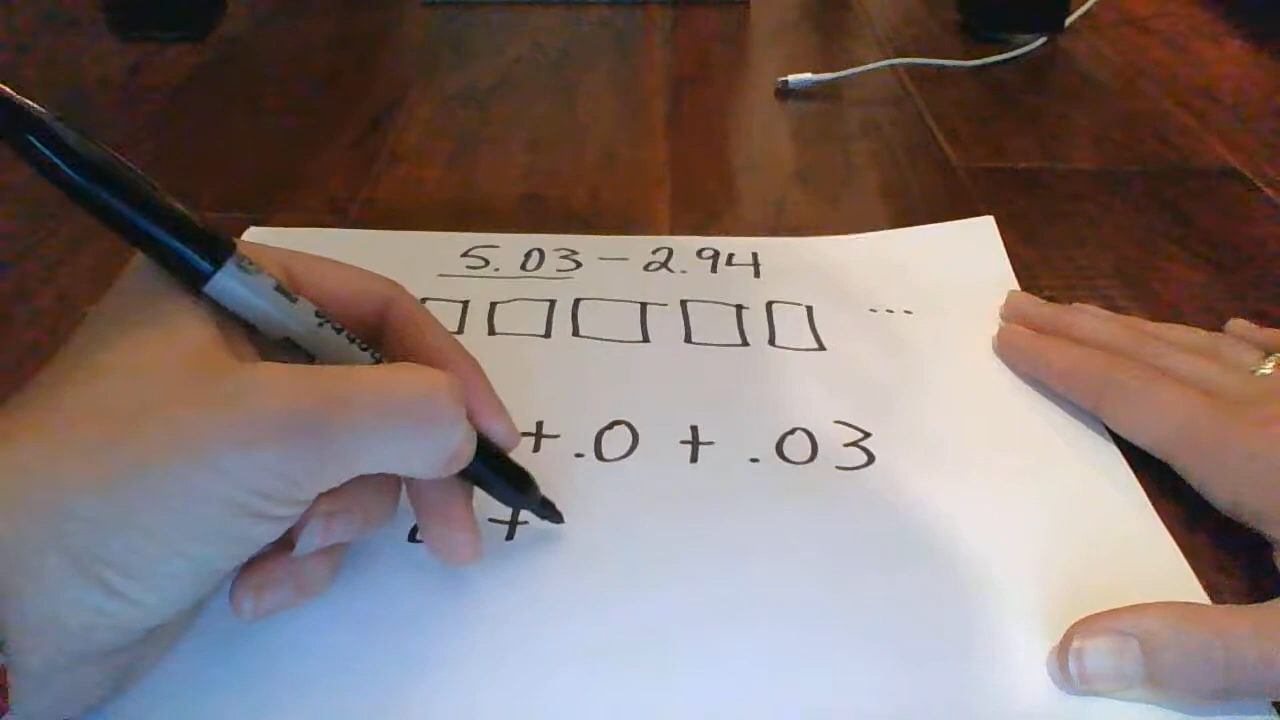 5.03 - 2.94
...
+ .0 + .03
+